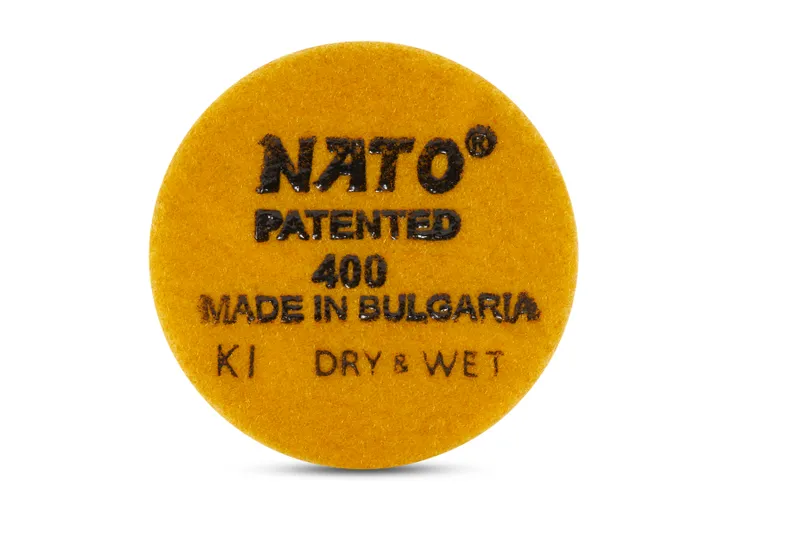 NATO®
PATENTED
400
MADE IN BULGARIA
KI DRY & WET